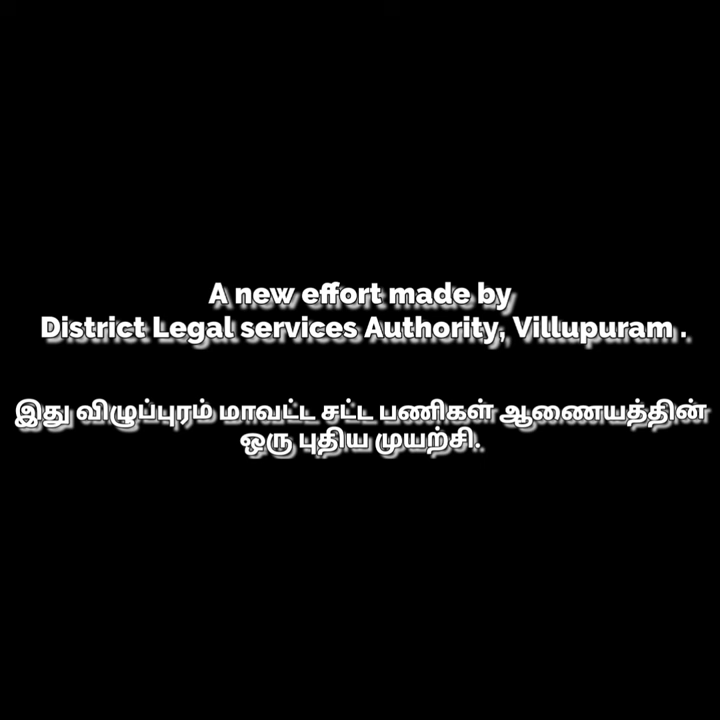 A new effort made by
District Legal services Authority, Villupuram .
இது விழுப்புரம் மாவட்ட சட்ட பணிகள் ஆணையத்தின்
ஒரு புதிய முயற்சி.